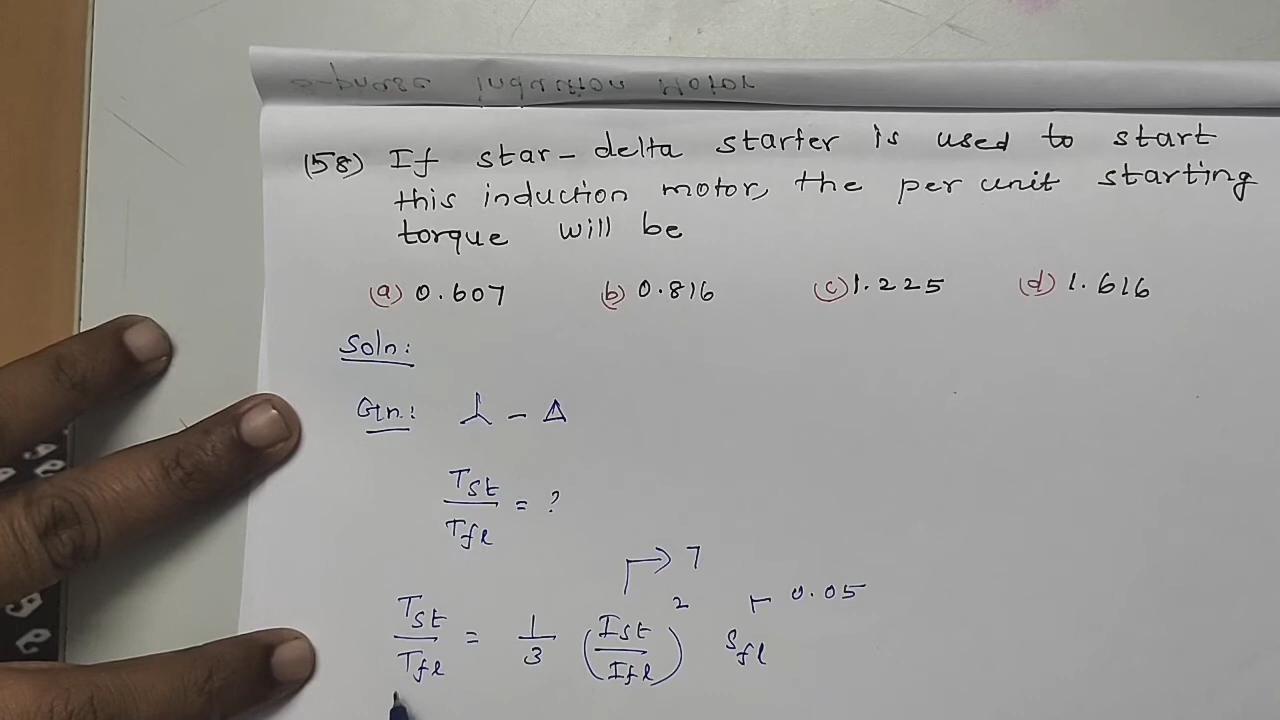 (58) If star-delta starter is used to start
this induction motor, the per unit starting
torque will be
(a) 0.607 (b) 0.816 (c) 1.225 (d) 1.616
Soln:
Gn: ⅄ - Δ
Tst/Tfl = ?
→ 7
Tst/Tfl = 1/3 (Ist/Ifl)² sfl
0.05